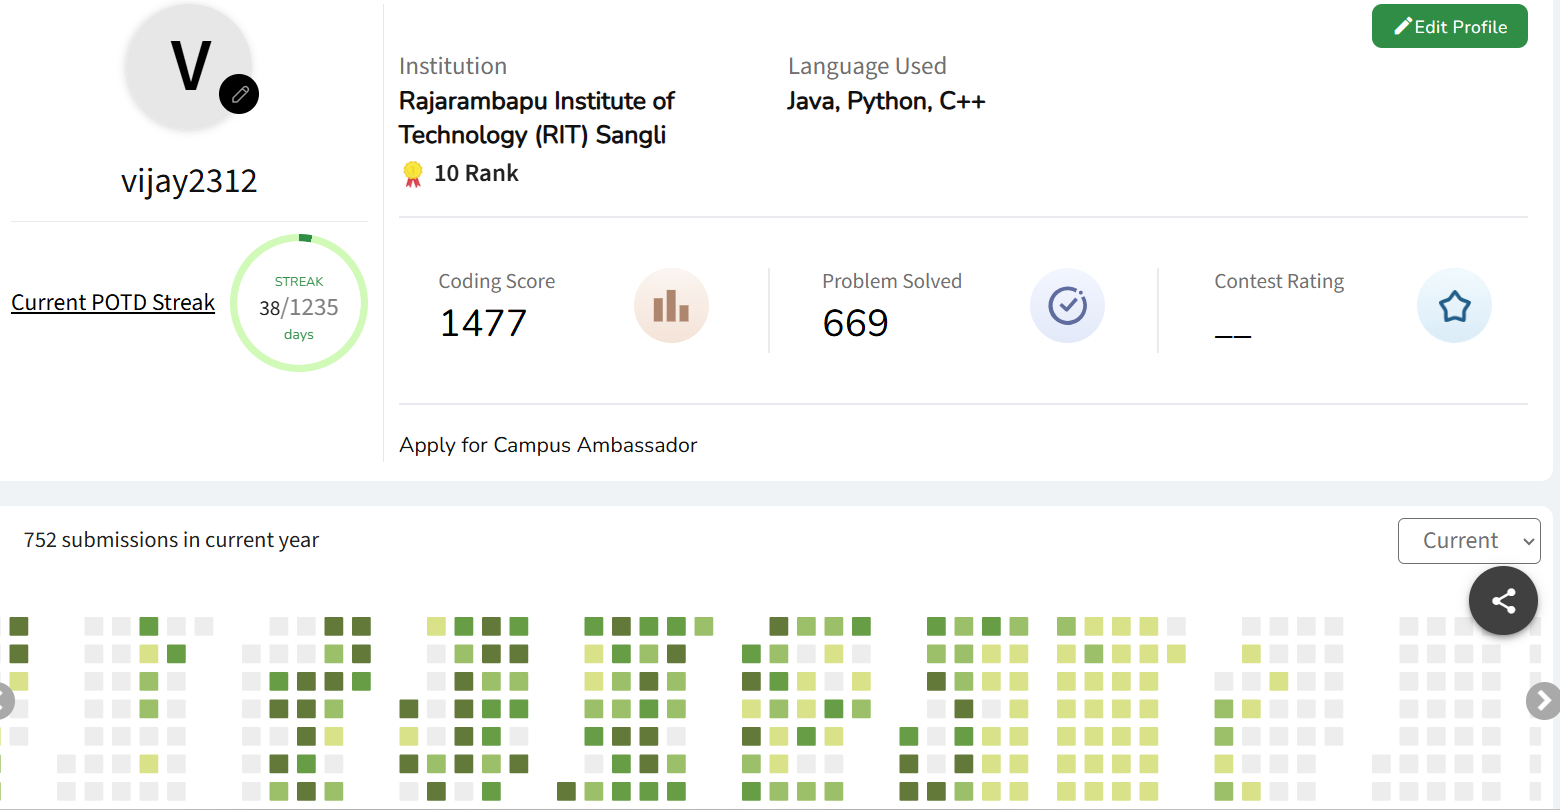 V
vijay2312
Current POTD Streak
STREAK
38/1235
days
Institution
Rajarambapu Institute of
Technology (RIT) Sangli
10 Rank
Language Used
Java, Python, C++
Edit Profile
Coding Score
1477
Problem Solved
669
Contest Rating
__
Apply for Campus Ambassador
752 submissions in current year
Current